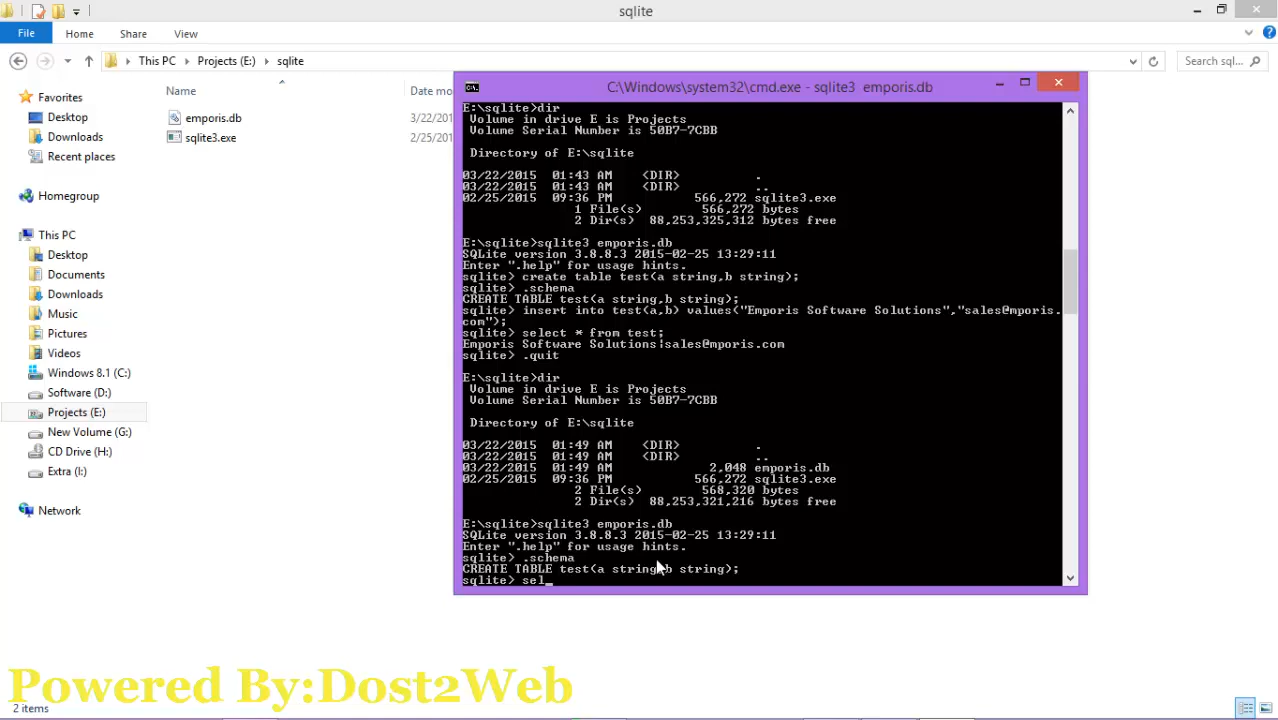 sqlite
File
Home
Share
View
This PC
Projects (E:)
sqlite
Search sql...
Name
Date mo
Favorites
Desktop
Downloads
Recent places
Homegroup
This PC
Desktop
Documents
Downloads
Music
Pictures
Videos
Windows 8.1 (C:)
Software (D:)
Projects (E:)
New Volume (G:)
CD Drive (H:)
Extra (I:)
Network
emporis.db
3/22/201
sqlite3.exe
2/25/201
C:\Windows\system32\cmd.exe - sqlite3 emporis.db
E:\sqlite>dir
Volume in drive E is Projects
Volume Serial Number is 50B7-7CBB
Directory of E:\sqlite
03/22/2015 01:43 AM <DIR> .
03/22/2015 01:43 AM <DIR> ..
02/25/2015 09:36 PM 566,272 sqlite3.exe
1 File(s) 566,272 bytes
2 Dir(s) 88,253,325,312 bytes free
E:\sqlite>sqlite3 emporis.db
SQLite version 3.8.8.3 2015-02-25 13:29:11
Enter ".help" for usage hints.
sqlite> create table test(a string,b string);
sqlite> .schema
CREATE TABLE test(a string,b string);
sqlite> insert into test(a,b) values("Emporis Software Solutions","sales@mporis.
com");
sqlite> select * from test;
Emporis Software Solutions|sales@mporis.com
sqlite> .quit
E:\sqlite>dir
Volume in drive E is Projects
Volume Serial Number is 50B7-7CBB
Directory of E:\sqlite
03/22/2015 01:49 AM <DIR> .
03/22/2015 01:49 AM <DIR> ..
03/22/2015 01:49 AM 2,048 emporis.db
02/25/2015 09:36 PM 566,272 sqlite3.exe
2 File(s) 568,320 bytes
2 Dir(s) 88,253,321,216 bytes free
E:\sqlite>sqlite3 emporis.db
SQLite version 3.8.8.3 2015-02-25 13:29:11
Enter ".help" for usage hints.
sqlite> .schema
CREATE TABLE test(a string,b string);
sqlite> sel_
Powered By:Dost2Web
2 items